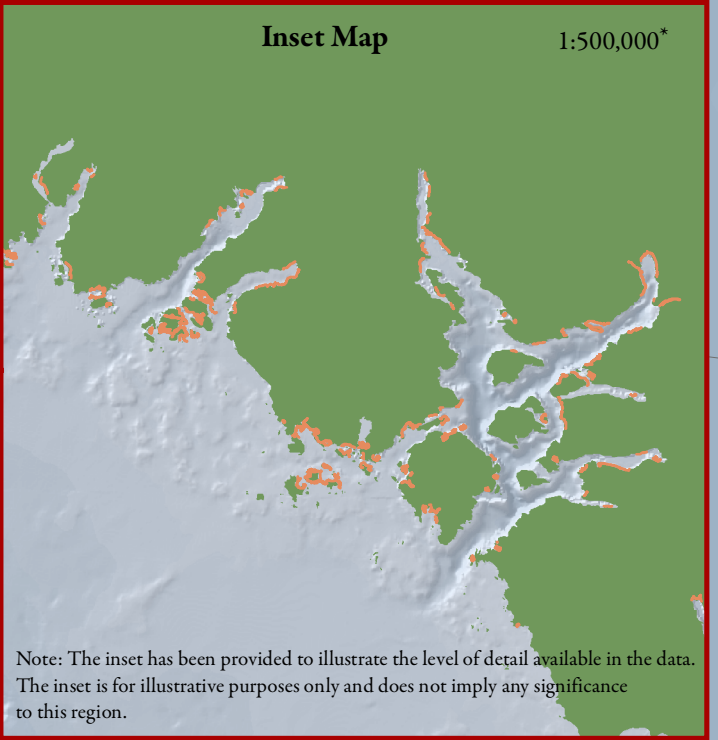 Inset Map
1:500,000*
Note: The inset has been provided to illustrate the level of detail available in the data.
The inset is for illustrative purposes only and does not imply any significance
to this region.